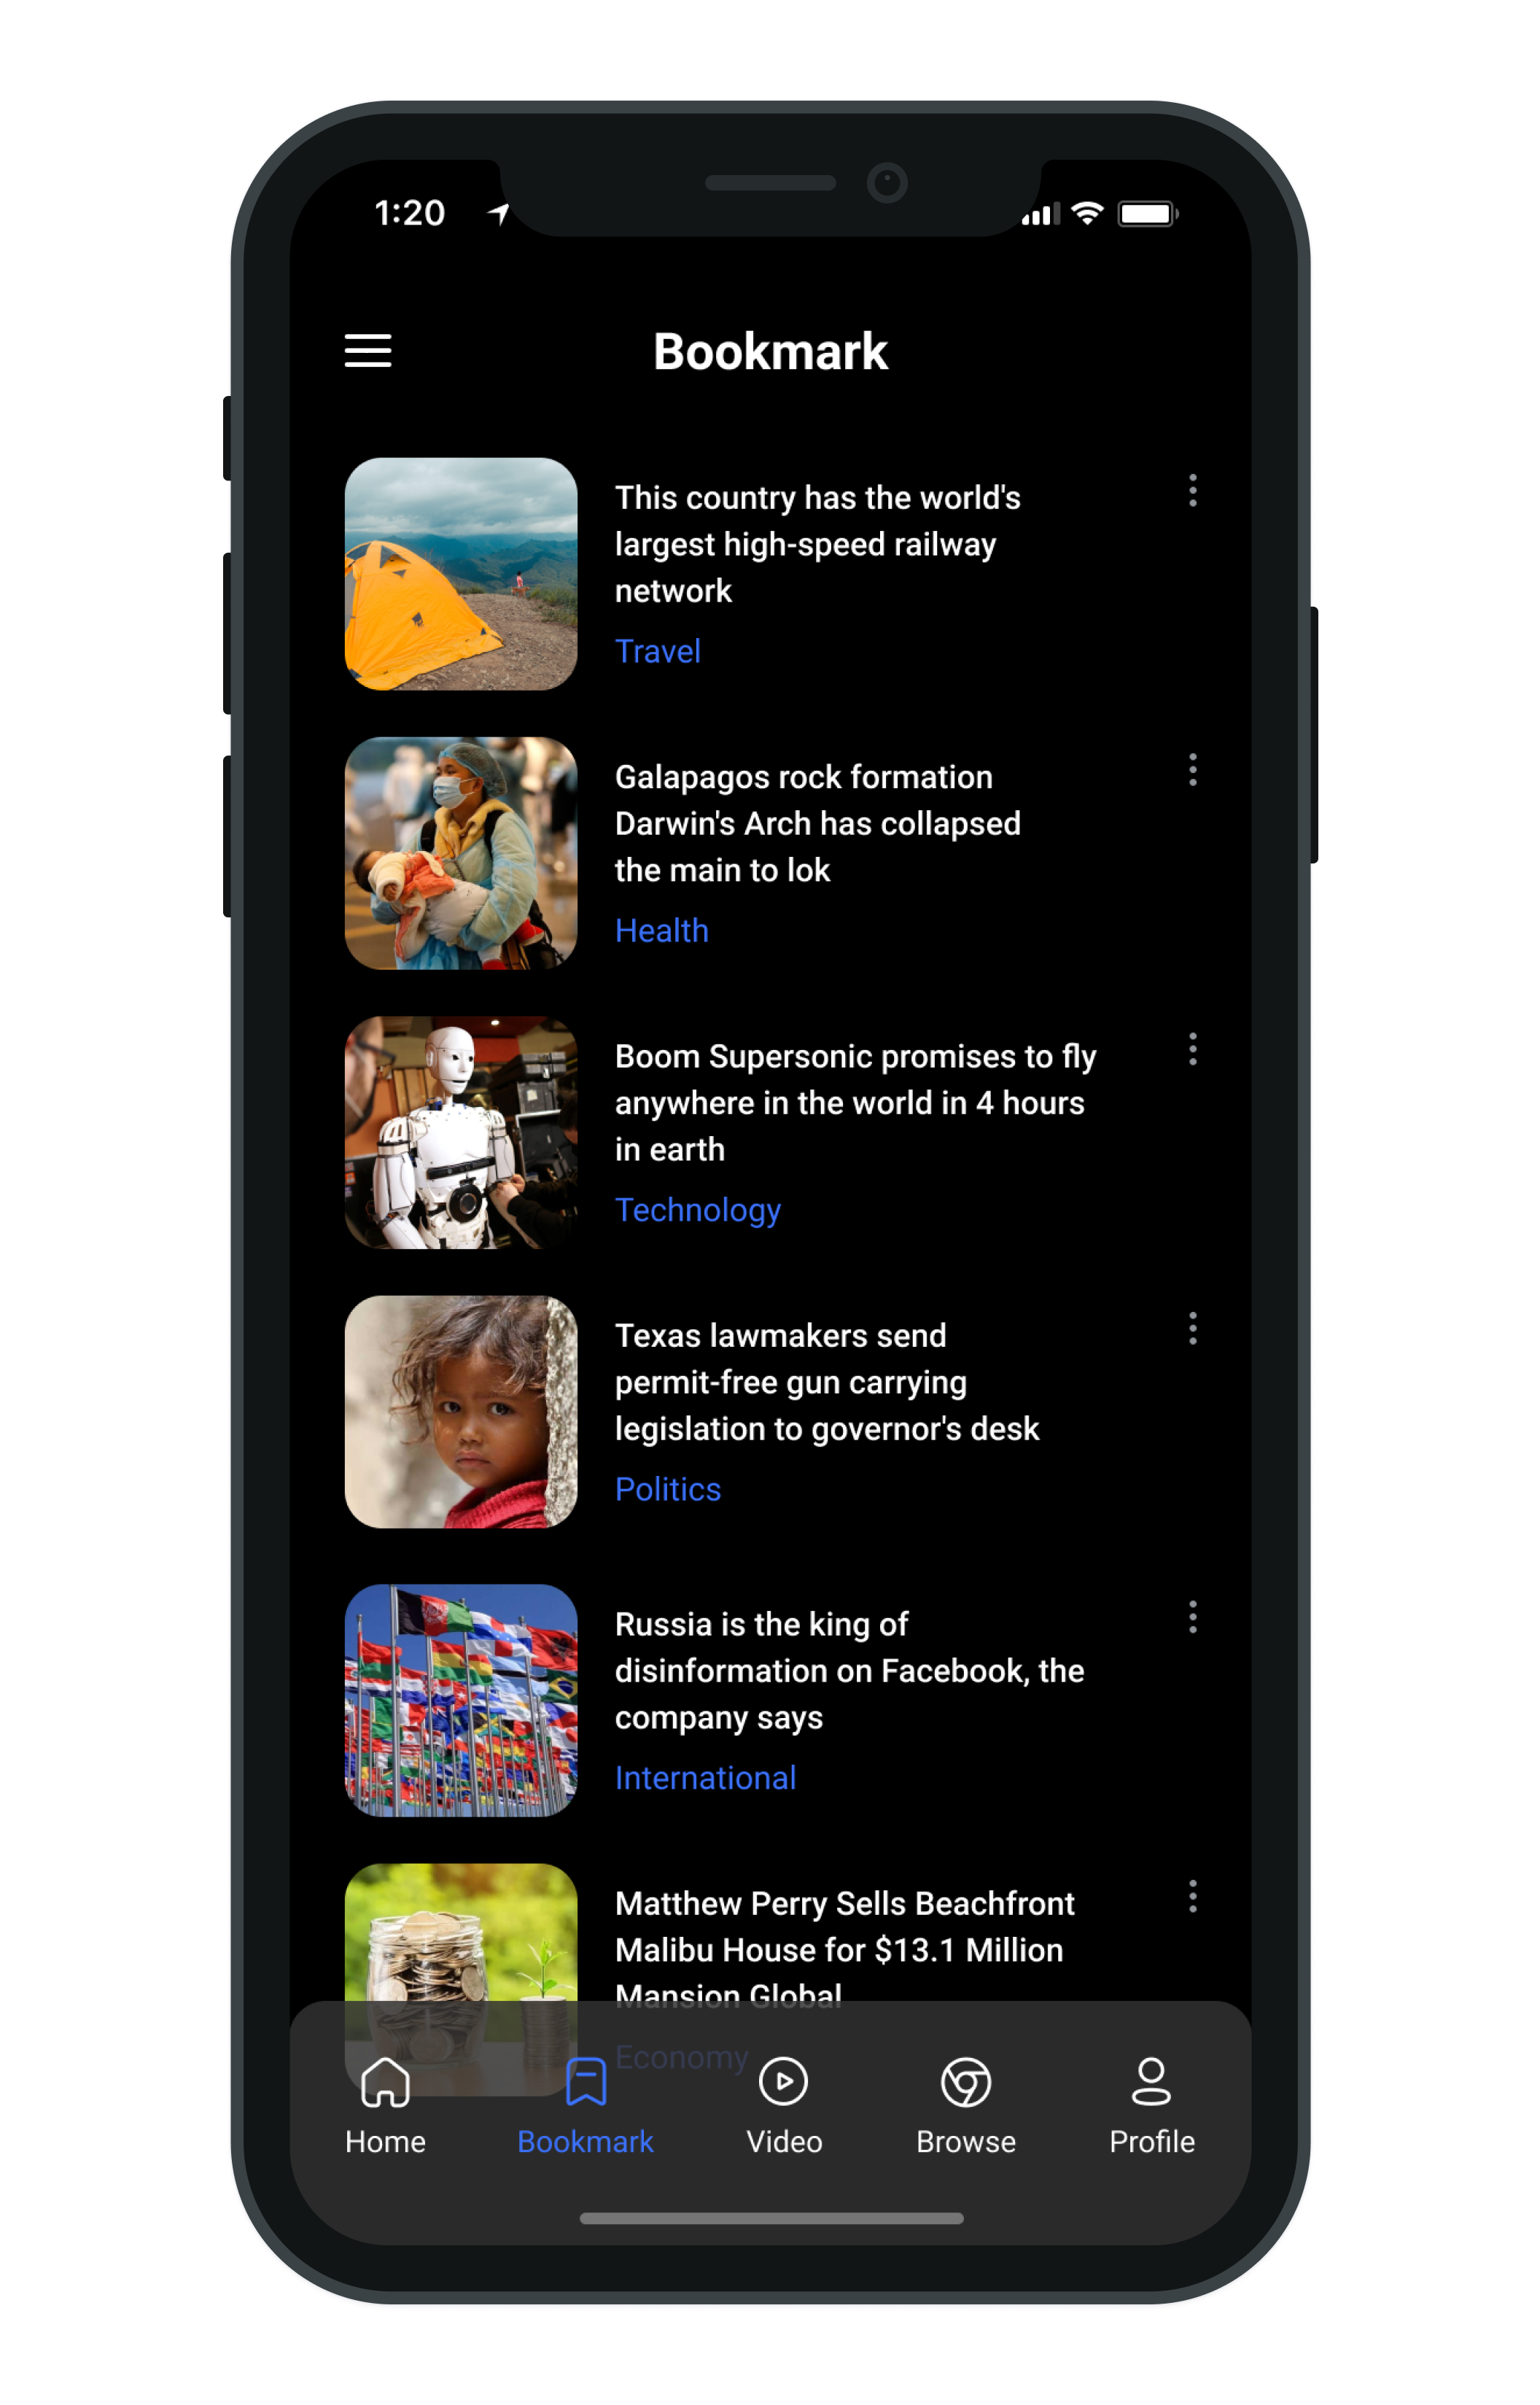 1:20
Bookmark
This country has the world's
largest high-speed railway
network
Travel
Galapagos rock formation
Darwin's Arch has collapsed
the main to lok
Health
Boom Supersonic promises to fly
anywhere in the world in 4 hours
in earth
Technology
Texas lawmakers send
permit-free gun carrying
legislation to governor's desk
Politics
Russia is the king of
disinformation on Facebook, the
company says
International
Matthew Perry Sells Beachfront
Malibu House for $13.1 Million
Mansion Global
Economy
Home
Bookmark
Video
Browse
Profile